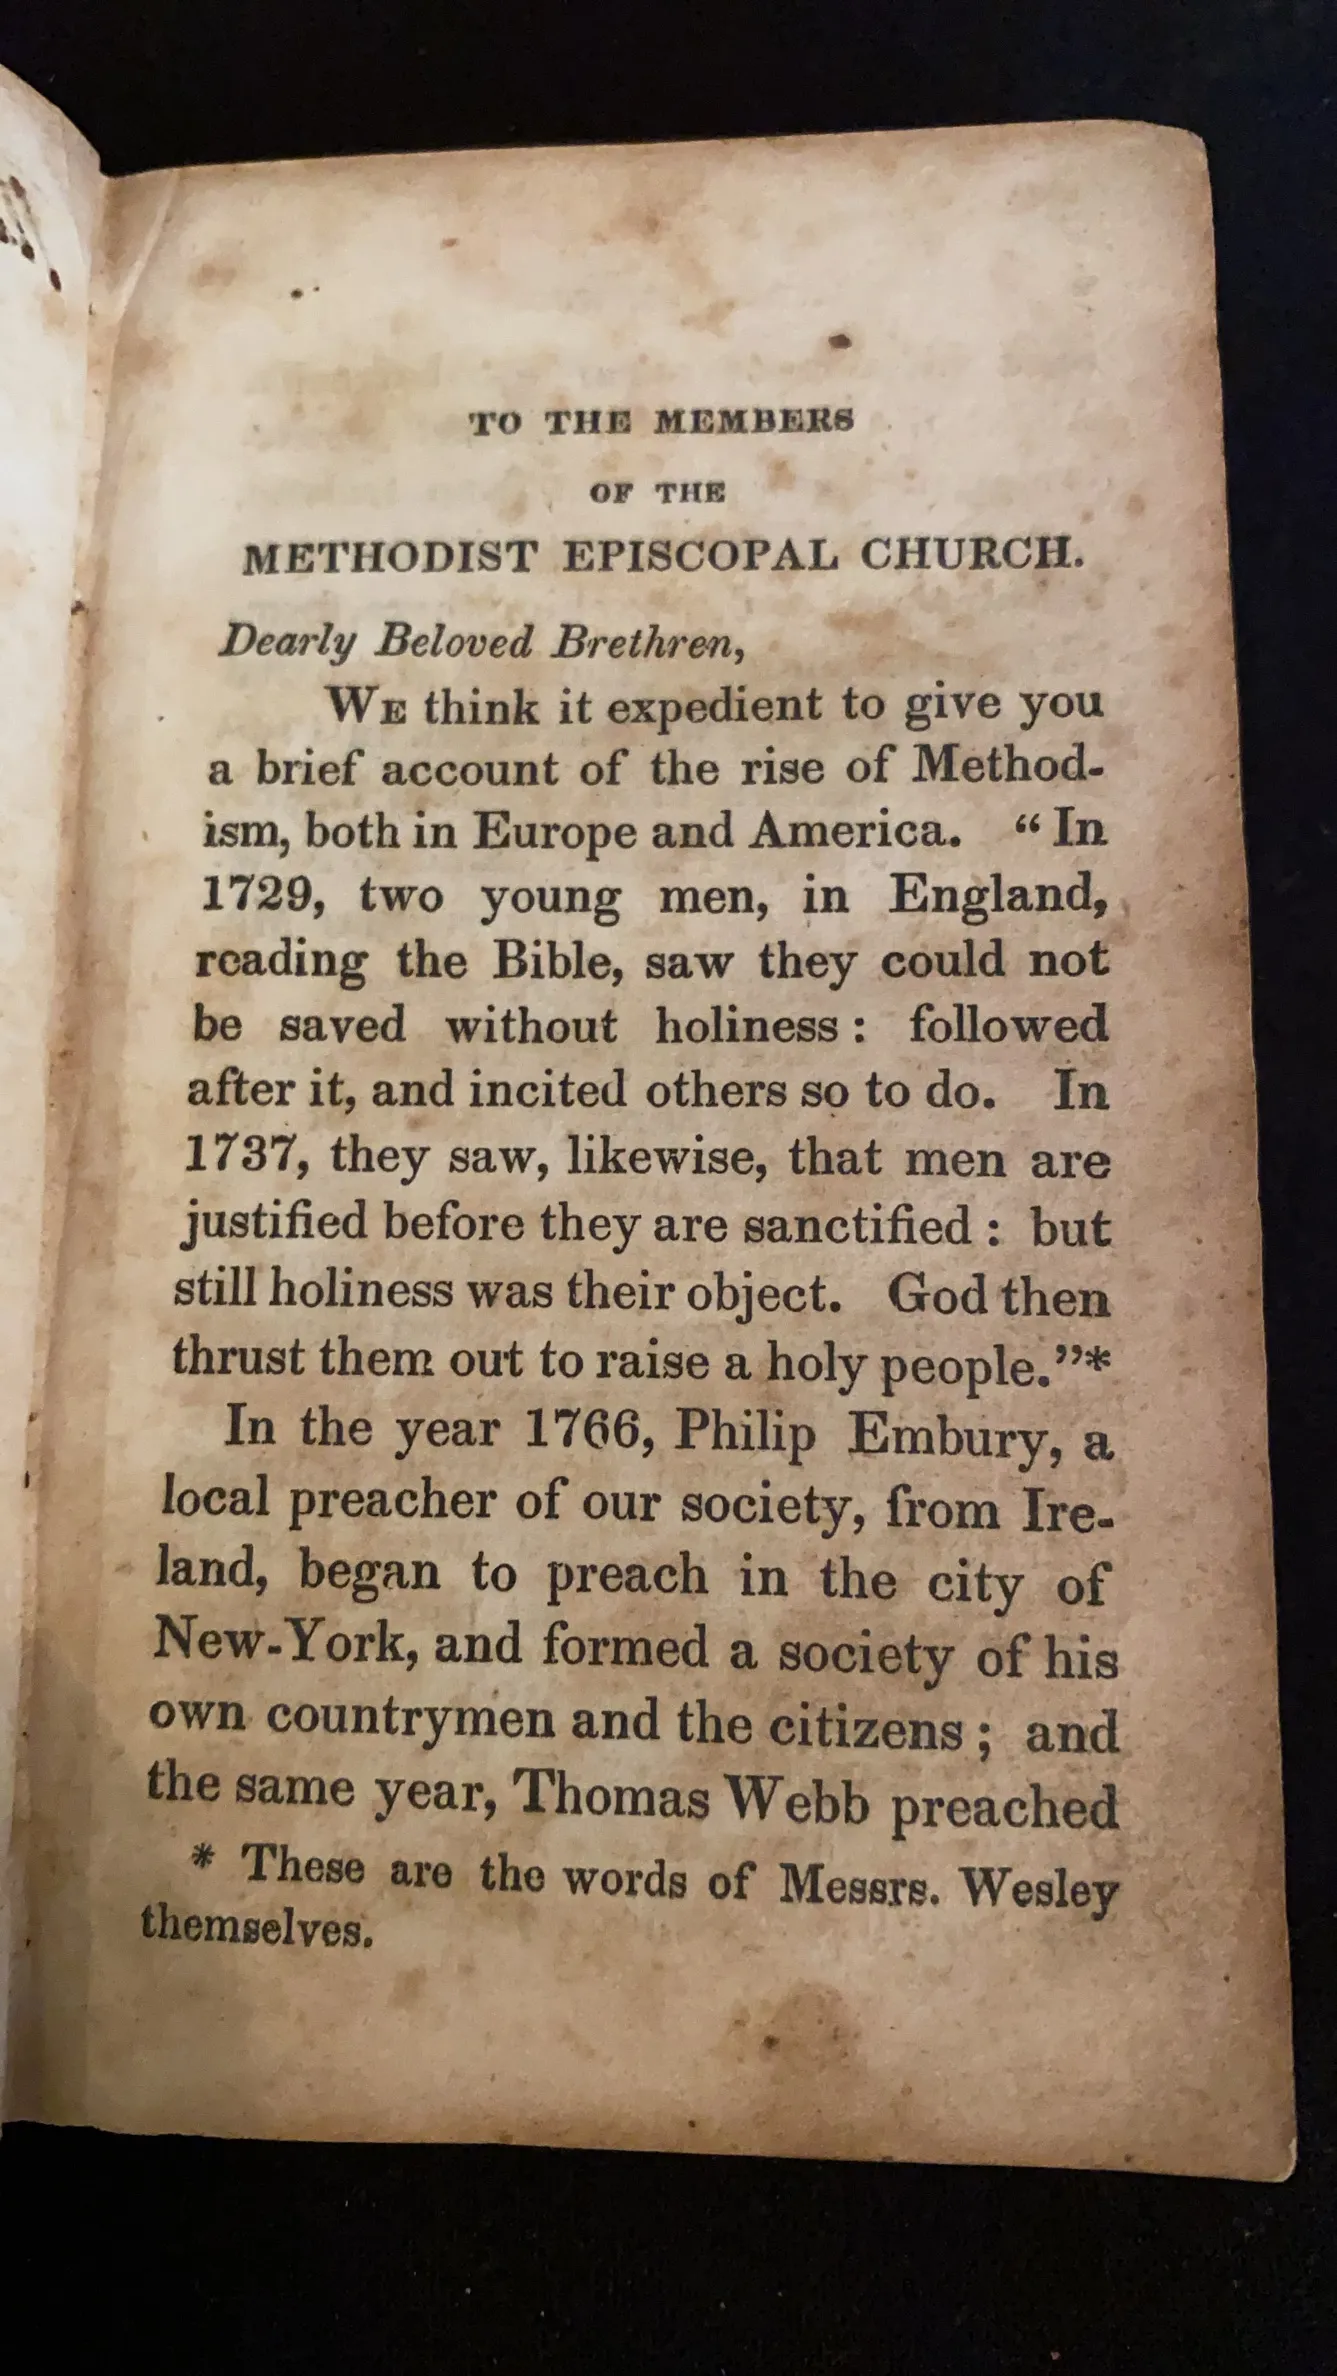 TO THE MEMBERS
OF THE
METHODIST EPISCOPAL CHURCH.
Dearly Beloved Brethren,
WE think it expedient to give you
a brief account of the rise of Method-
ism, both in Europe and America. “In
1729, two young men, in England,
reading the Bible, saw they could not
be saved without holiness: followed
after it, and incited others so to do. In
1737, they saw, likewise, that men are
justified before they are sanctified: but
still holiness was their object. God then
thrust them out to raise a holy people.”*
In the year 1766, Philip Embury, a
local preacher of our society, from Ire-
land, began to preach in the city of
New-York, and formed a society of his
own countrymen and the citizens; and
the same year, Thomas Webb preached
* These are the words of Messrs. Wesley
themselves.